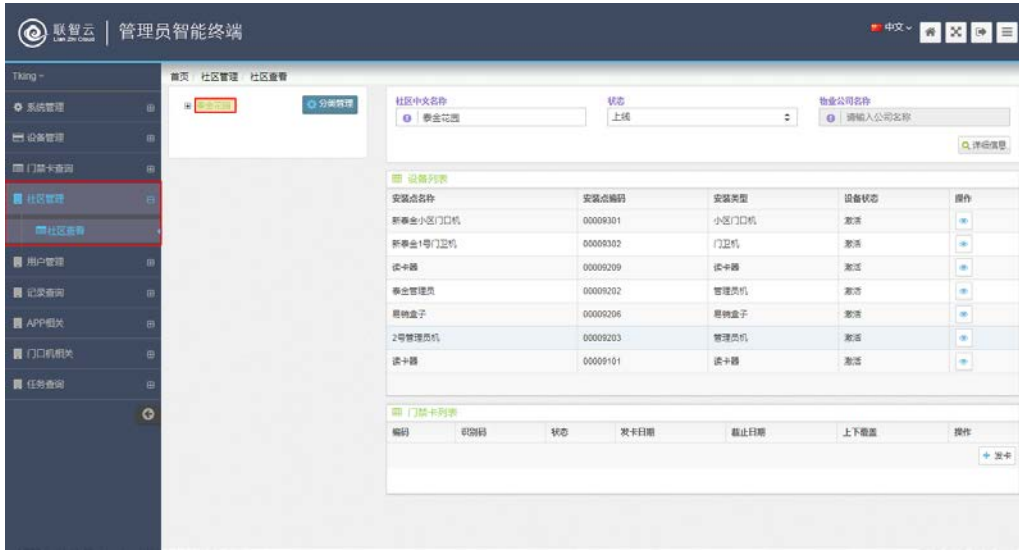 联智云 管理员智能终端 中文
Lian Zhi Cloud
Tking
首页 社区管理 社区查看
系统管理
设备管理
门禁卡查询
社区管理
社区查看
用户管理
记录查询
APP相关
门口机相关
任务查询
泰金花园 分类管理
社区中文名称 状态 物业公司名称
泰金花园 上线 请输入公司名称
详细信息
设备列表
安装点名称 安装点编码 安装类型 设备状态 操作
新泰金小区门口机 00009301 小区门口机 激活
新泰金1号门卫机 00009302 门卫机 激活
读卡器 00009209 读卡器 激活
泰金管理员 00009202 管理员机 激活
易销盒子 00009206 易销盒子 激活
2号管理员机 00009203 管理员机 激活
读卡器 00009101 读卡器 激活
门禁卡列表
编码 识别码 状态 发卡日期 截止日期 上下覆盖 操作
发卡